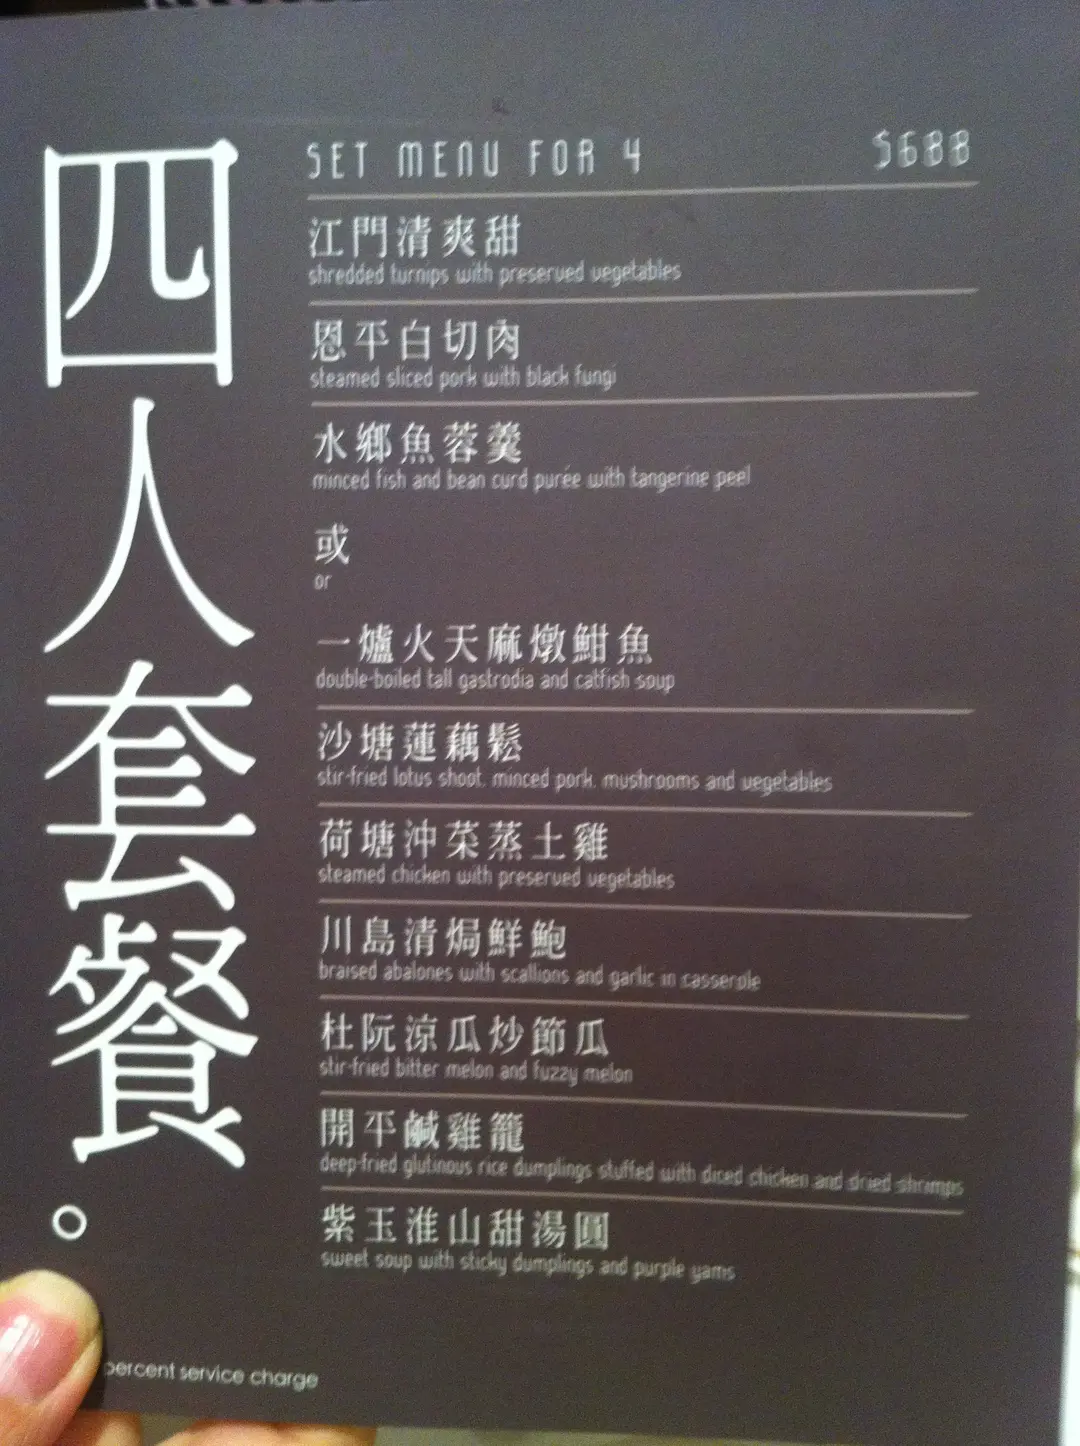 四人套餐。
SET MENU FOR 4 $688
江門清爽甜
shredded turnips with preserved vegetables
恩平白切肉
steamed sliced pork with black fungi
水鄉魚蓉羹
minced fish and bean curd purée with tangerine peel
或
or
一爐火天麻燉魽魚
double-boiled tall gastrodia and catfish soup
沙塘蓮藕鬆
stir-fried lotus shoot, minced pork, mushrooms and vegetables
荷塘沖菜蒸土雞
steamed chicken with preserved vegetables
川島清焗鮮鮑
braised abalones with scallions and garlic in casserole
杜阮涼瓜炒節瓜
stir-fried bitter melon and fuzzy melon
開平鹹雞籠
deep-fried glutinous rice dumplings stuffed with diced chicken and dried shrimps
紫玉淮山甜湯圓
sweet soup with sticky dumplings and purple yams
percent service charge